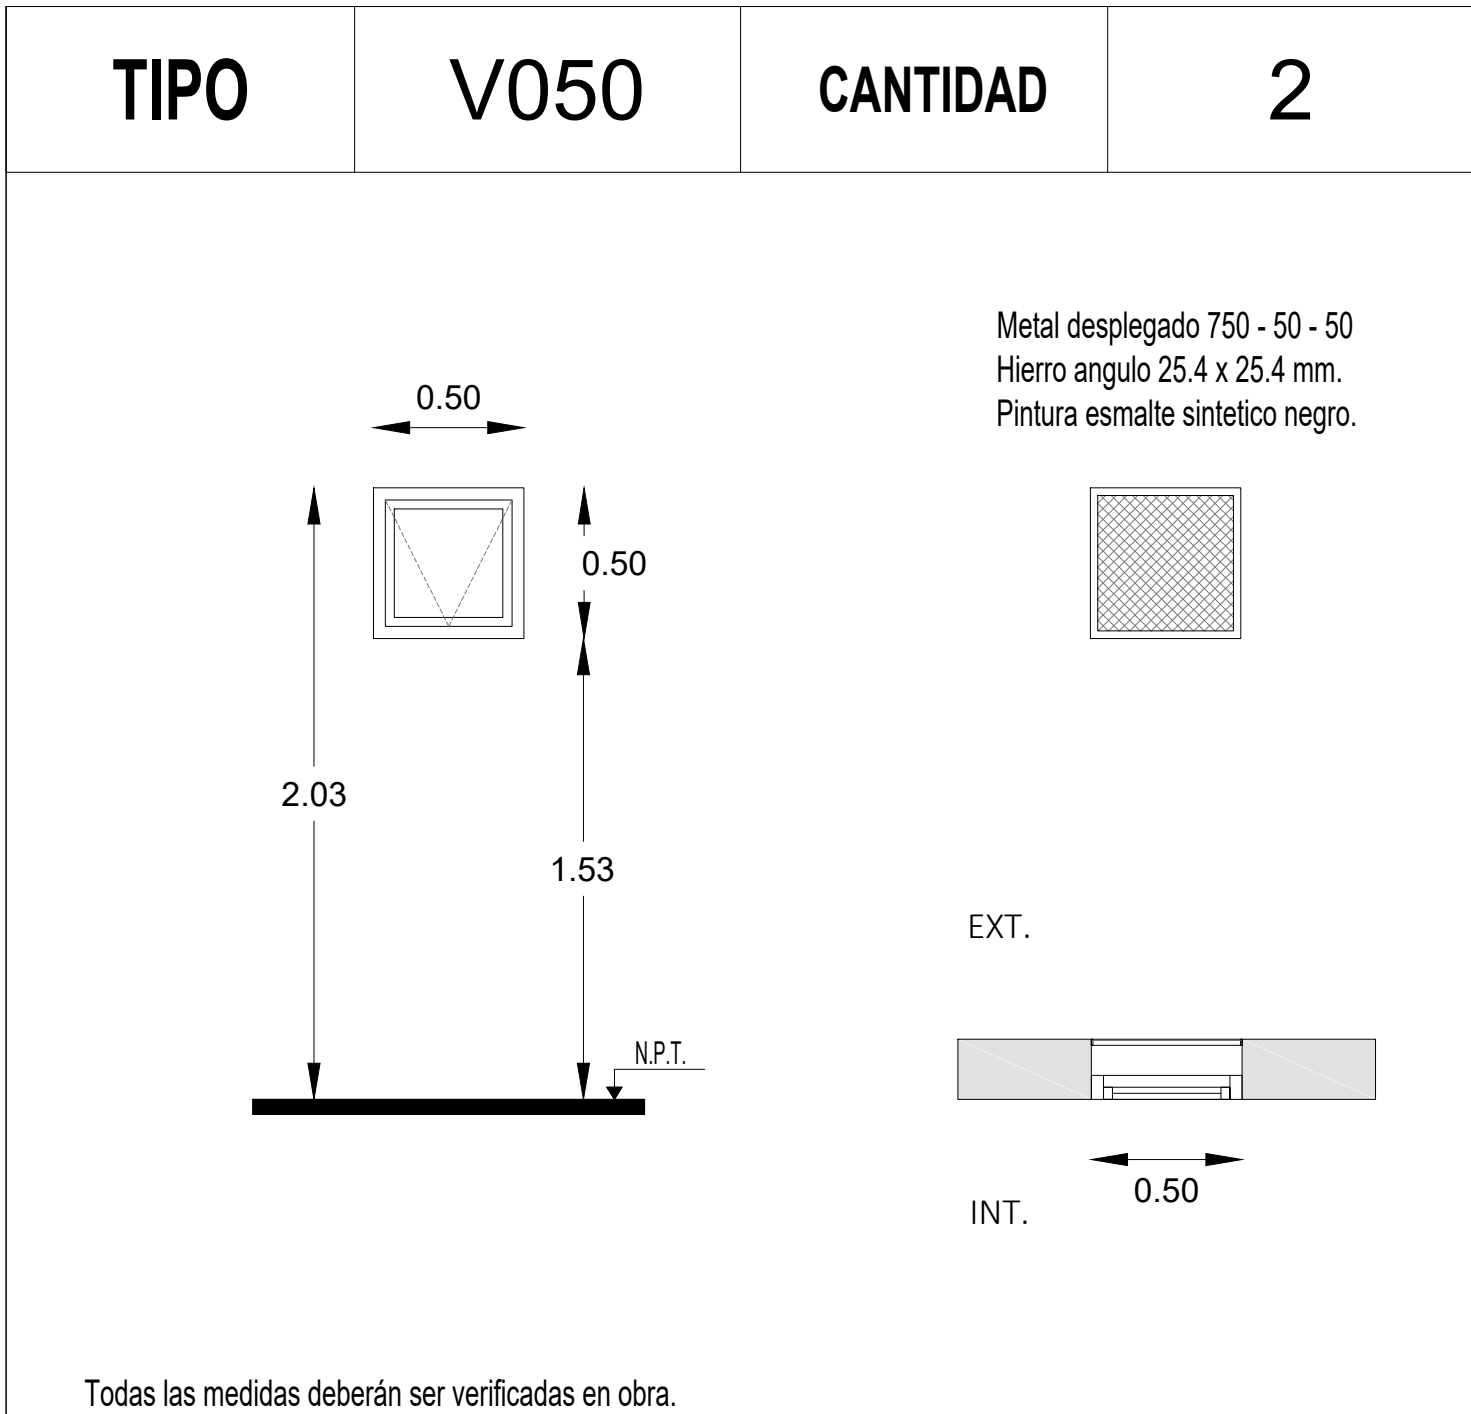 TIPO V050 CANTIDAD 2
Metal desplegado 750 - 50 - 50
Hierro angulo 25.4 x 25.4 mm.
Pintura esmalte sintetico negro.
0.50
0.50
2.03
1.53
EXT.
N.P.T.
0.50
INT.
Todas las medidas deberán ser verificadas en obra.